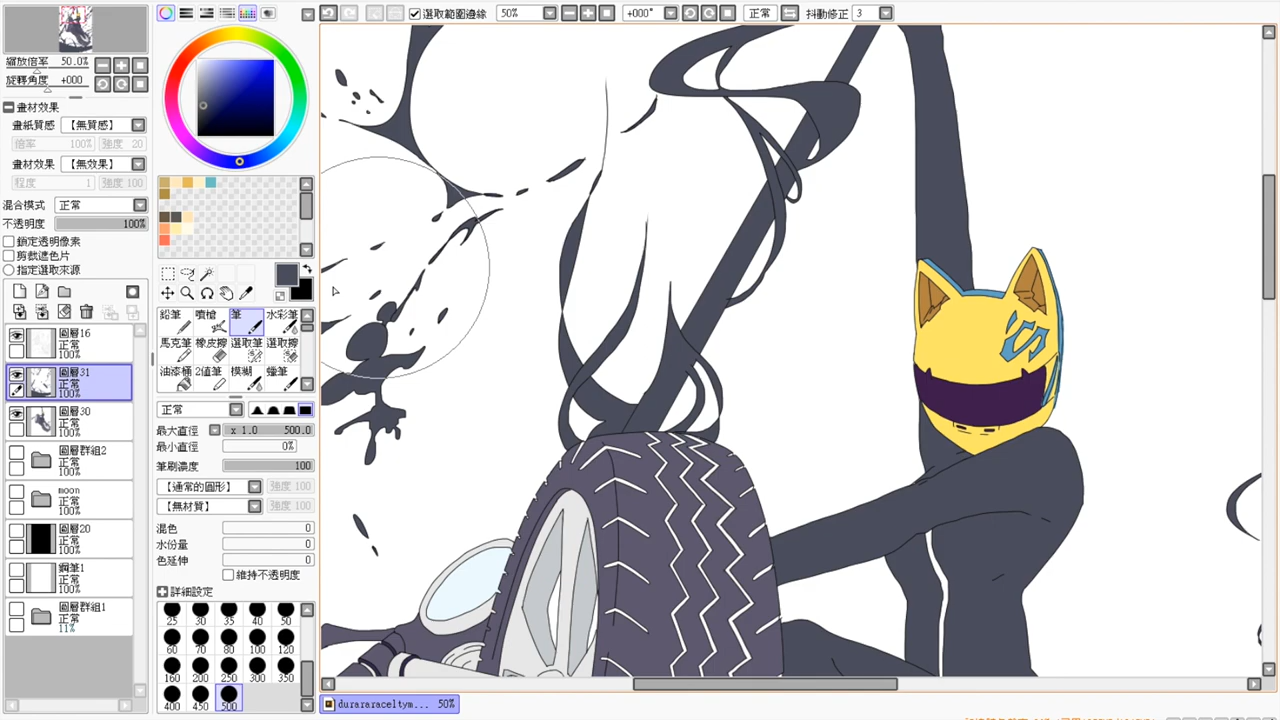 選取範圍邊緣 50% +000° 正常 抖動修正 3
縮放倍率 50.0%
旋轉角度 +000
畫材效果
畫紙質感 【無質感】
倍率 100% 強度 20
畫材效果 【無效果】
程度 1 強度 100
混合模式 正常
不透明度 100%
鎖定透明像素
剪裁遮色片
指定選取來源
圖層16
正常
100%
圖層31
正常
100%
圖層30
正常
100%
圖層群組2
正常
100%
moon
正常
100%
圖層20
正常
100%
鋼筆1
正常
100%
圖層群組1
正常
11%
鉛筆 噴槍 筆 水彩筆
馬克筆 橡皮擦 選取筆 選取擦
油漆桶 2值筆 模糊 蠟筆
正常
最大直徑 x 1.0 500.0
最小直徑 0%
筆刷濃度 100
【通常的圓形】 強度 100
【無材質】 強度 100
混色 0
水份量 0
色延伸 0
維持不透明度
詳細設定
25 30 35 40 50
60 70 80 100 120
160 200 250 300 350
400 450 500
durararaceltym... 50%